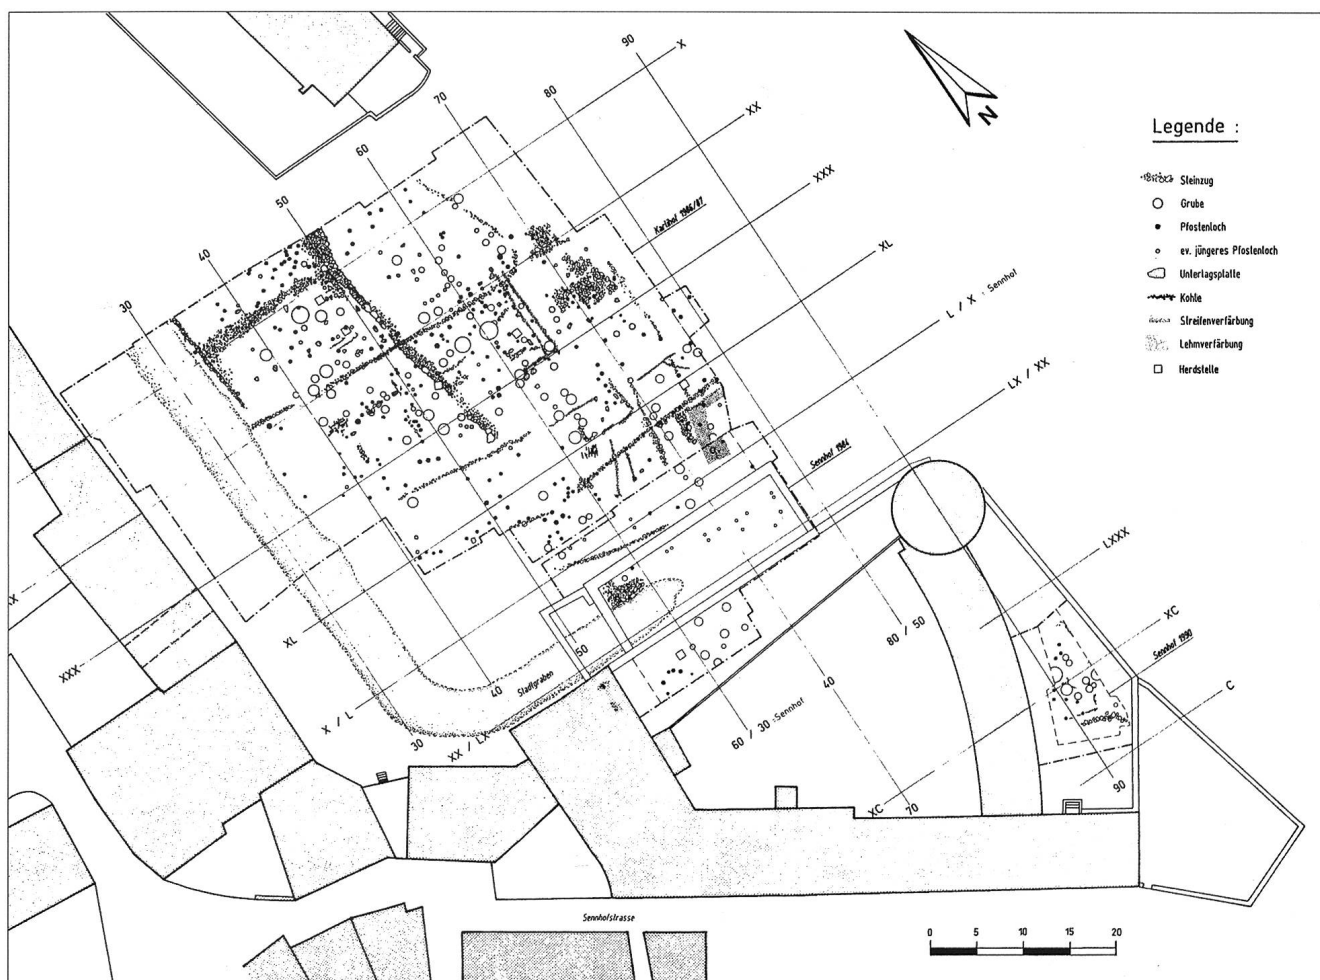 90
X
80
XX
70
60
XXX
50
Karlihof 1986/87
40
XL
30
L / X : Sennhof
LX / XX
Sennhof 1984
N
Legende :
Steinzug
Grube
Pfostenloch
ev. jüngeres Pfostenloch
Unterlagsplatte
Kohle
Streifenverfärbung
Lehmverfärbung
Herdstelle
LXXX
XC
Sennhof 1990
C
XL
XXX
80 / 50
50
Stadtgraben
40
40
X / L
30
XX / LX
60 / 30 :Sennhof
XC
70
90
Sennhofstrasse
0 5 10 15 20